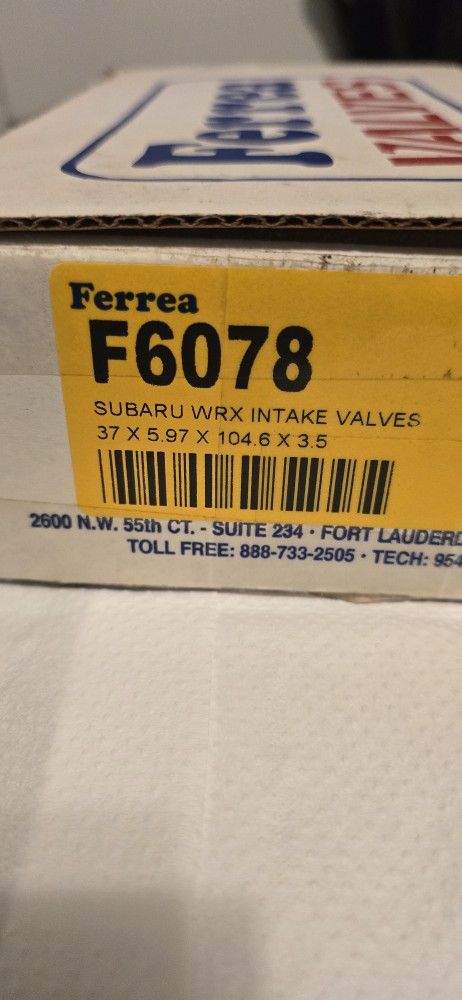 Ferrea
Ferrea
F6078
SUBARU WRX INTAKE VALVES
37 X 5.97 X 104.6 X 3.5
2600 N.W. 55th CT. - SUITE 234 • FORT
TOLL FREE: 888-733-2505 • TECH: 954